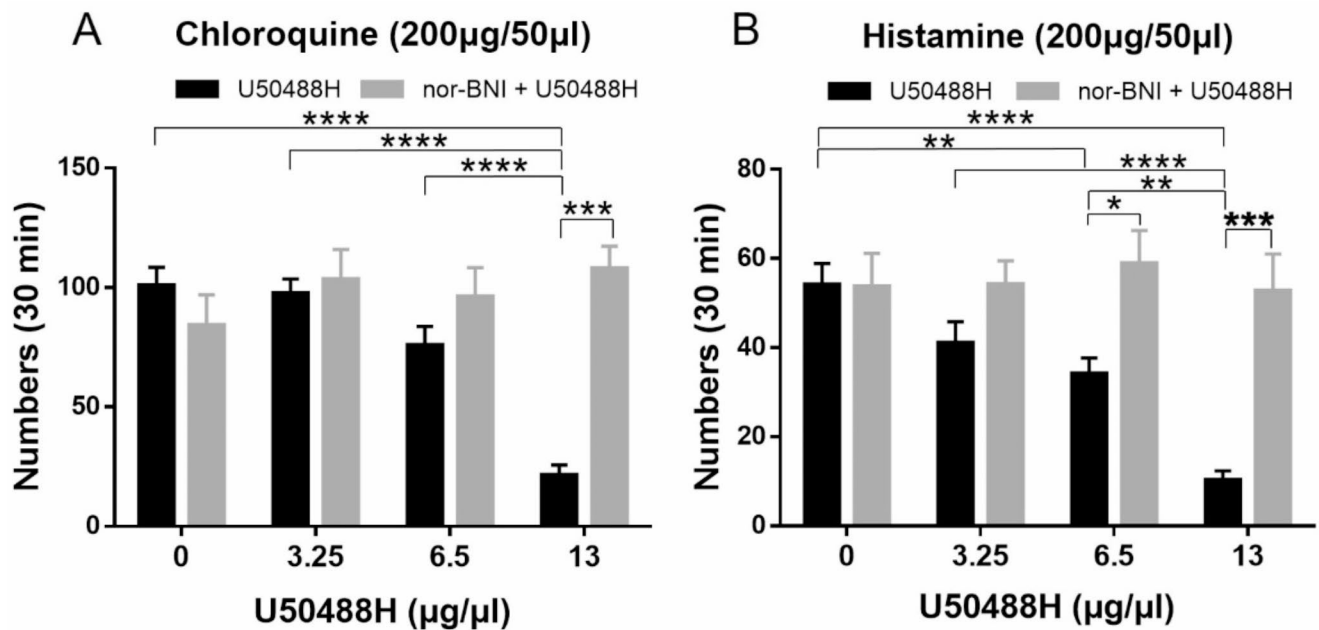 A Chloroquine (200µg/50µl)
U50488H nor-BNI + U50488H
****
****
****
***
150
100
50
0
Numbers (30 min)
0 3.25 6.5 13
U50488H (µg/µl)
B Histamine (200µg/50µl)
U50488H nor-BNI + U50488H
****
**
****
**
*
***
80
60
40
20
0
Numbers (30 min)
0 3.25 6.5 13
U50488H (µg/µl)